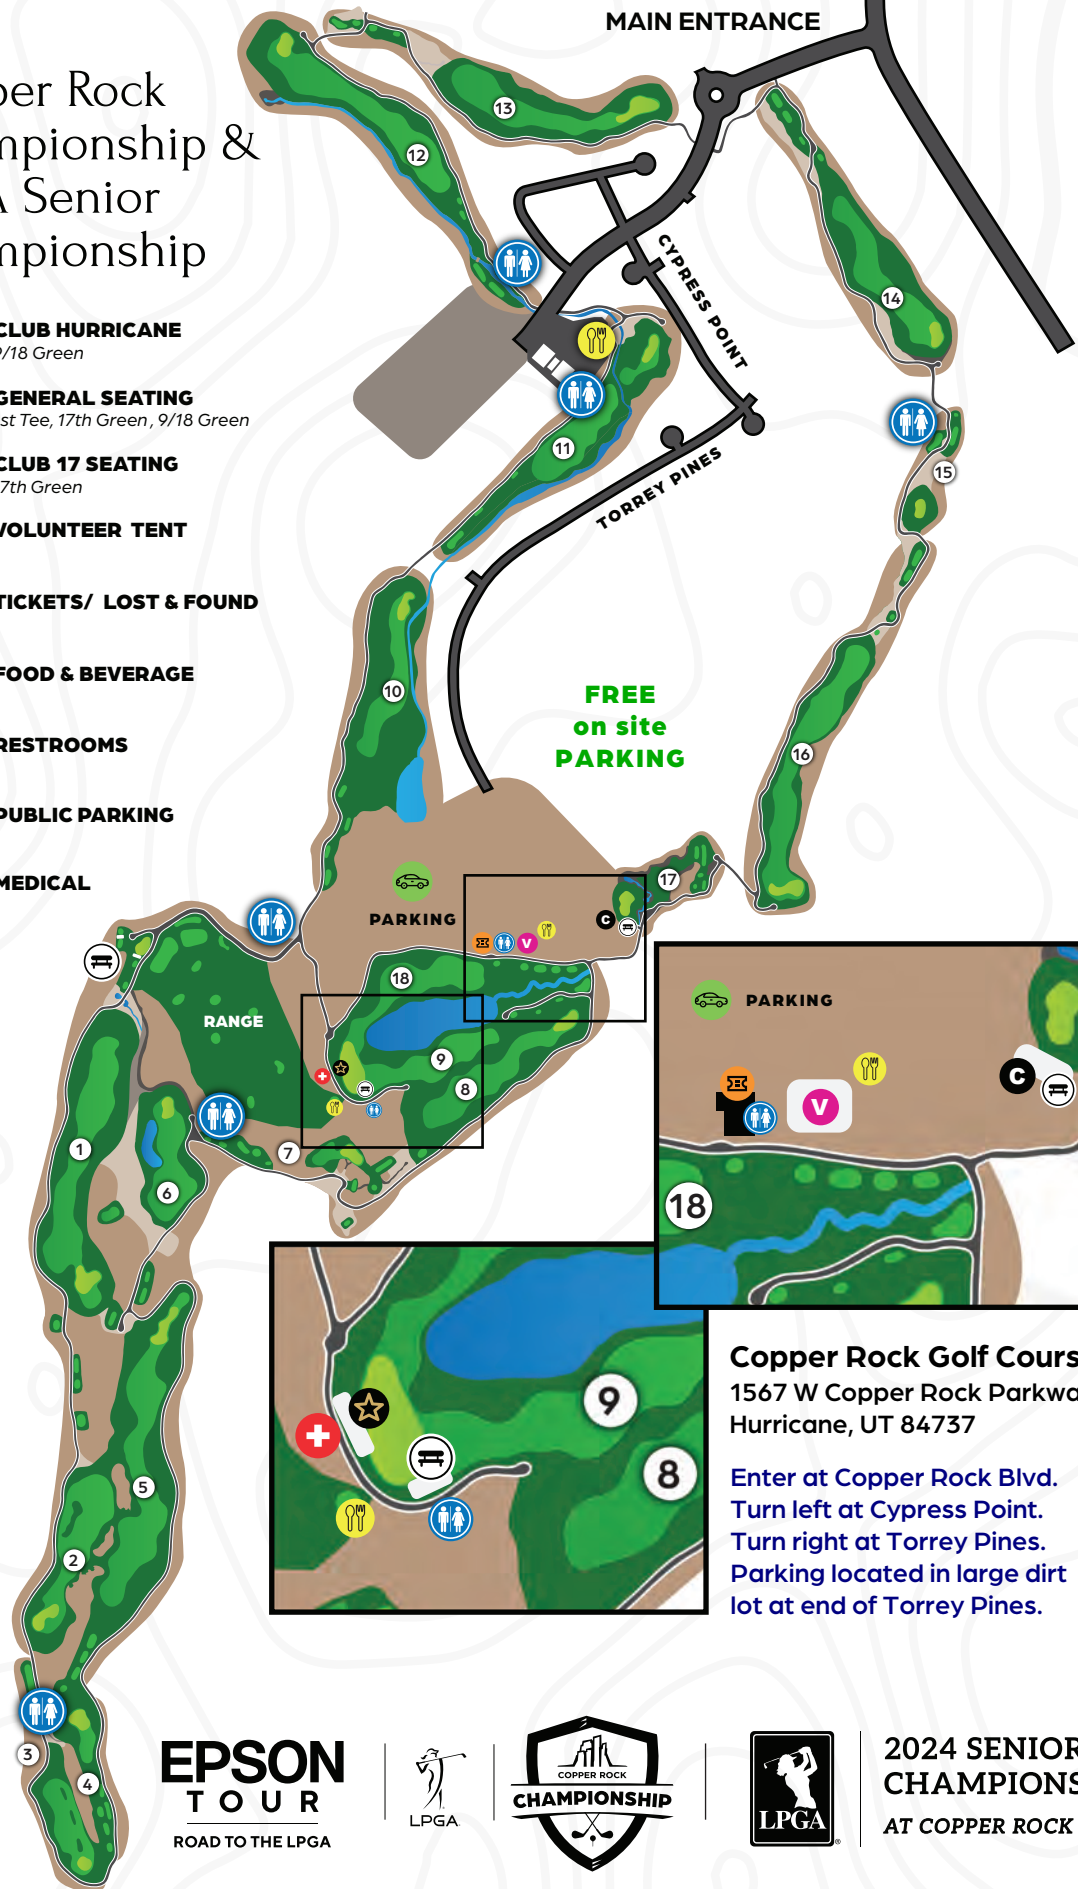 MAIN ENTRANCE
per Rock
mpionship &
A Senior
mpionship
CLUB HURRICANE
9/18 Green
GENERAL SEATING
st Tee, 17th Green, 9/18 Green
CLUB 17 SEATING
7th Green
VOLUNTEER TENT
TICKETS/ LOST & FOUND
FOOD & BEVERAGE
RESTROOMS
PUBLIC PARKING
MEDICAL
13
12
14
CYPRESS POINT
11
TORREY PINES
15
10
FREE
on site
PARKING
16
17
PARKING
C
V
18
RANGE
9
8
1
7
6
PARKING
C
V
18
9
8
5
2
3
4
Copper Rock Golf Cours
1567 W Copper Rock Parkwa
Hurricane, UT 84737
Enter at Copper Rock Blvd.
Turn left at Cypress Point.
Turn right at Torrey Pines.
Parking located in large dirt
lot at end of Torrey Pines.
EPSON
TOUR
ROAD TO THE LPGA
LPGA
COPPER ROCK
CHAMPIONSHIP
LPGA
2024 SENIOR
CHAMPIONS
AT COPPER ROCK